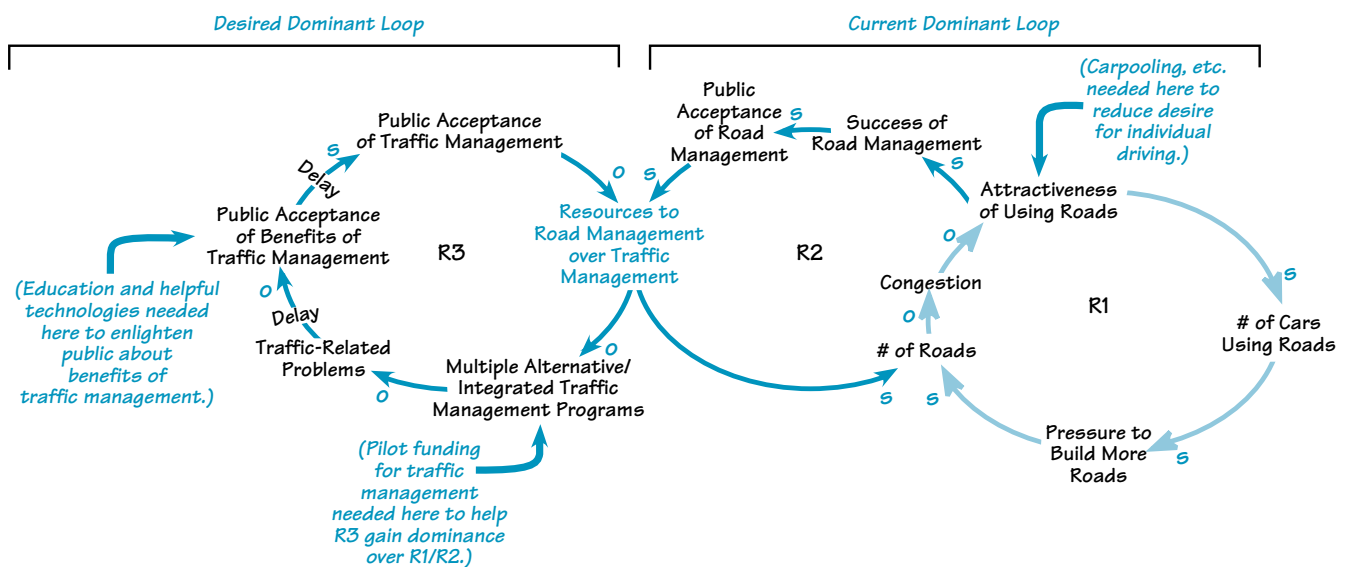 Desired Dominant Loop
Current Dominant Loop
(Carpooling, etc.
needed here to
reduce desire
for individual
driving.)
Public
Acceptance
of Road
Management
S
Success of
Road Management
S
Public Acceptance
of Traffic Management
S
Delay
O
S
Attractiveness
of Using Roads
Public Acceptance
of Benefits of
Traffic Management
Resources to
Road Management
over Traffic
Management
R3
R2
O
Congestion
S
R1
(Education and helpful
technologies needed
here to enlighten
public about
benefits of
traffic management.)
O
Delay
O
# of Cars
Using Roads
Traffic-Related
Problems
O
# of Roads
Multiple Alternative/
Integrated Traffic
Management Programs
O
S
S
Pressure to
Build More
Roads
S
(Pilot funding
for traffic
management
needed here to help
R3 gain dominance
over R1/R2.)